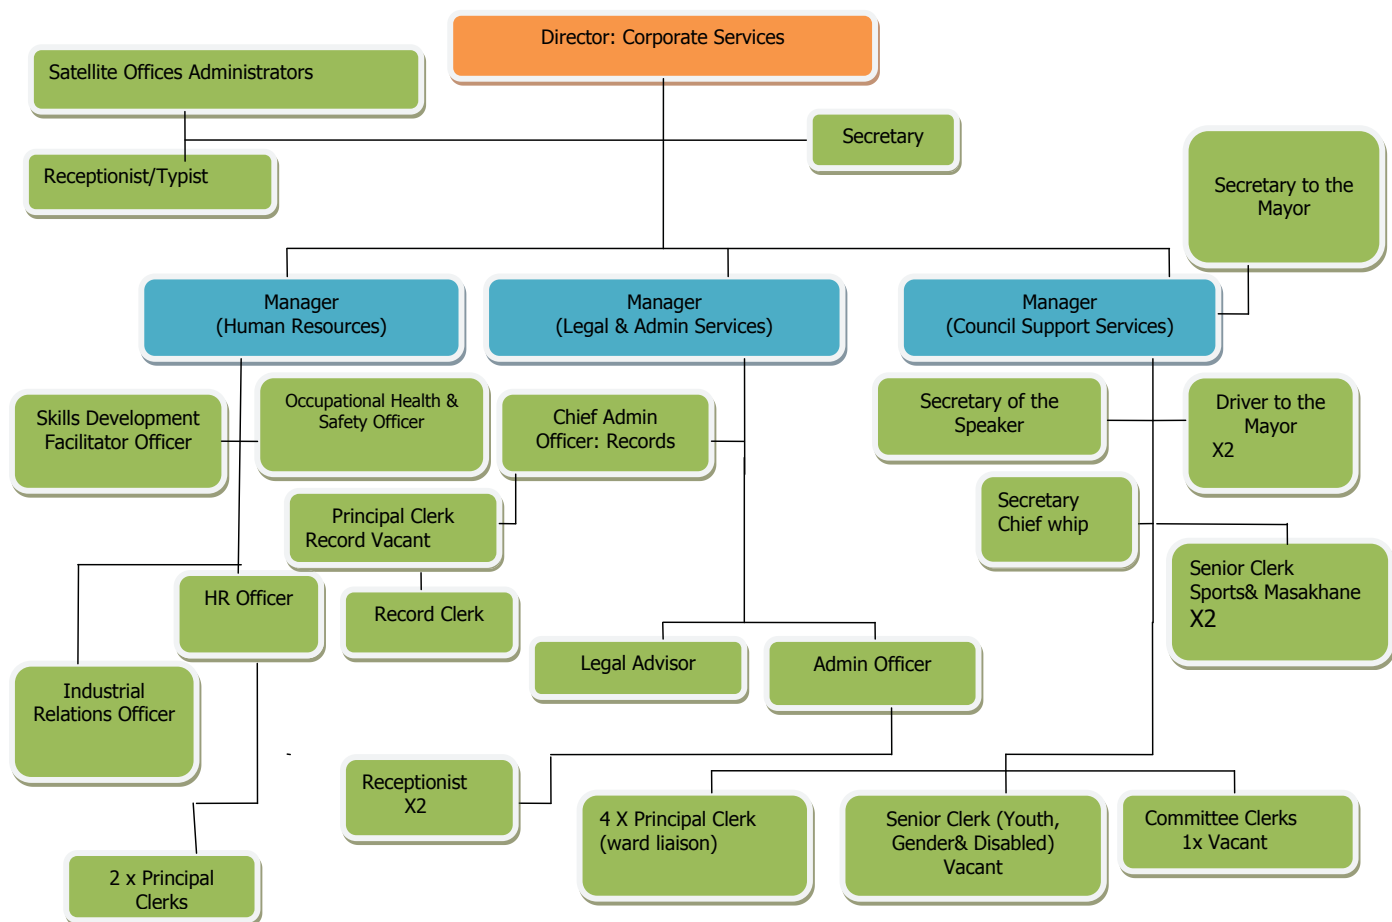 Director: Corporate Services
Satellite Offices Administrators
Secretary
Receptionist/Typist
Secretary to the
Mayor
Manager
(Human Resources)
Manager
(Legal & Admin Services)
Manager
(Council Support Services)
Skills Development
Facilitator Officer
Occupational Health &
Safety Officer
Chief Admin
Officer: Records
Secretary of the
Speaker
Driver to the
Mayor
X2
Principal Clerk
Record Vacant
Secretary
Chief whip
HR Officer
Record Clerk
Senior Clerk
Sports& Masakhane
X2
Legal Advisor
Admin Officer
Industrial
Relations Officer
Receptionist
X2
4 X Principal Clerk
(ward liaison)
Senior Clerk (Youth,
Gender& Disabled)
Vacant
Committee Clerks
1x Vacant
2 x Principal
Clerks